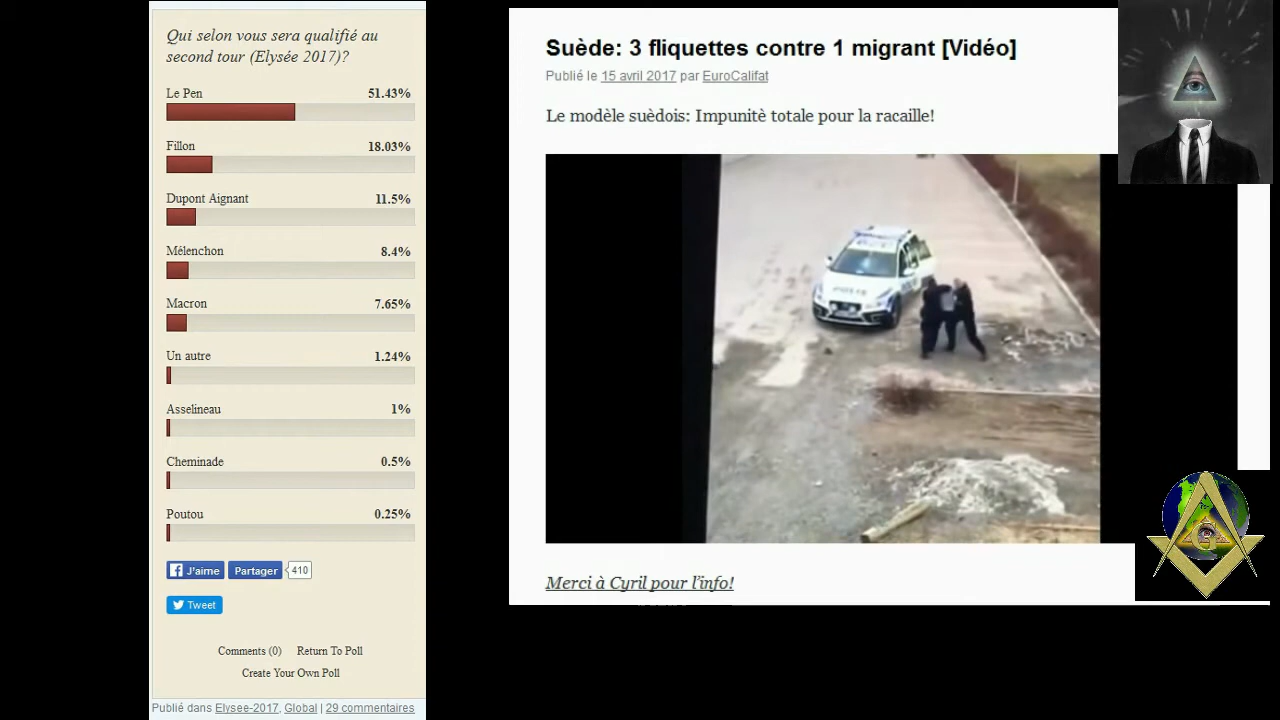 Qui selon vous sera qualifié au
second tour (Elysée 2017)?
Le Pen 51.43%
Fillon 18.03%
Dupont Aignant 11.5%
Mélenchon 8.4%
Macron 7.65%
Un autre 1.24%
Asselineau 1%
Cheminade 0.5%
Poutou 0.25%
J'aime Partager 410
Tweet
Comments (0) Return To Poll
Create Your Own Poll
Publié dans Elysee-2017, Global | 29 commentaires
Suède: 3 fliquettes contre 1 migrant [Vidéo]
Publié le 15 avril 2017 par EuroCalifat
Le modèle suèdois: Impunitè totale pour la racaille!
POLIS
Merci à Cyril pour l'info!